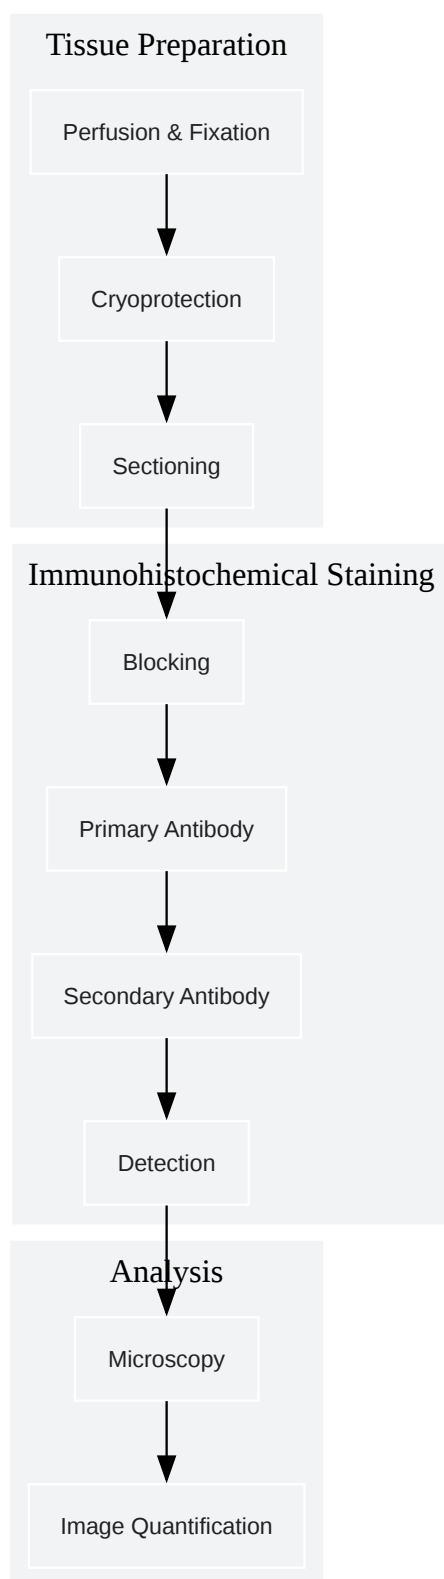 Tissue Preparation
Perfusion & Fixation
Cryoprotection
Sectioning
Immunohistochemical Staining
Blocking
Primary Antibody
Secondary Antibody
Detection
Analysis
Microscopy
Image Quantification